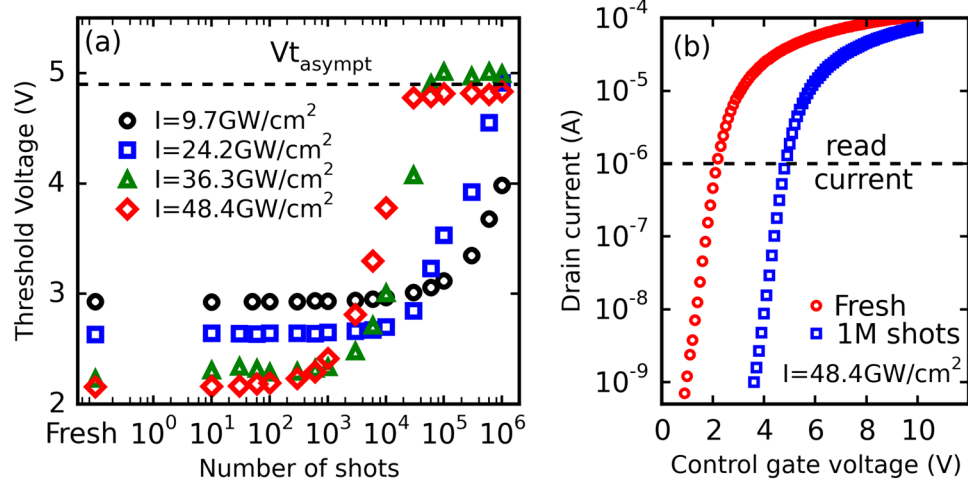 (a)
Vt_asympt
I=9.7GW/cm²
I=24.2GW/cm²
I=36.3GW/cm²
I=48.4GW/cm²
Threshold Voltage (V)
5
4
3
2
Fresh 10⁰ 10¹ 10² 10³ 10⁴ 10⁵ 10⁶
Number of shots
(b)
Drain current (A)
10⁻⁴
10⁻⁵
10⁻⁶
10⁻⁷
10⁻⁸
10⁻⁹
read
current
Fresh
1M shots
I=48.4GW/cm²
0 2 4 6 8 10
Control gate voltage (V)